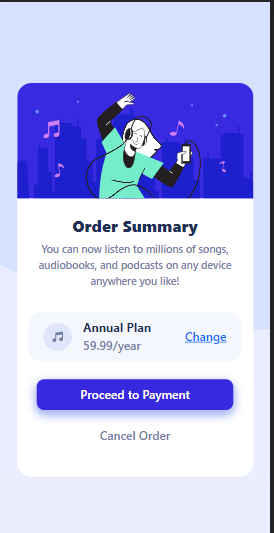 Order Summary
You can now listen to millions of songs,
audiobooks, and podcasts on any device
anywhere you like!
Annual Plan
59.99/year
Change
Proceed to Payment
Cancel Order